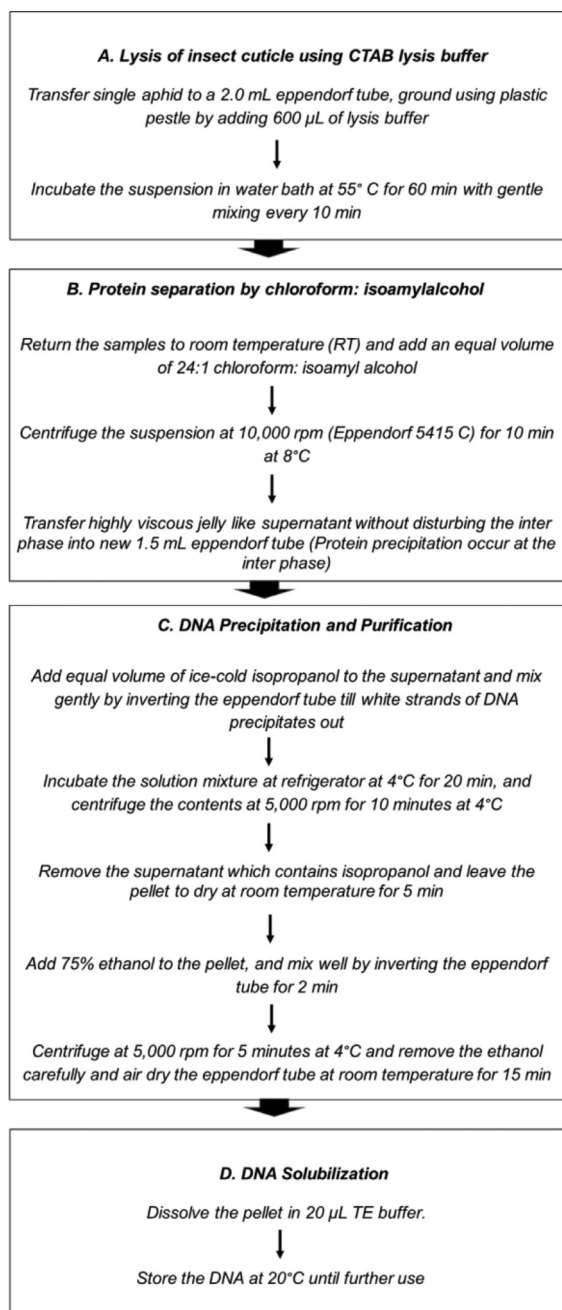 A. Lysis of insect cuticle using CTAB lysis buffer
Transfer single aphid to a 2.0 mL eppendorf tube, ground using plastic
pestle by adding 600 µL of lysis buffer
Incubate the suspension in water bath at 55° C for 60 min with gentle
mixing every 10 min
B. Protein separation by chloroform: isoamylalcohol
Return the samples to room temperature (RT) and add an equal volume
of 24:1 chloroform: isoamyl alcohol
Centrifuge the suspension at 10,000 rpm (Eppendorf 5415 C) for 10 min
at 8°C
Transfer highly viscous jelly like supernatant without disturbing the inter
phase into new 1.5 mL eppendorf tube (Protein precipitation occur at the
inter phase)
C. DNA Precipitation and Purification
Add equal volume of ice-cold isopropanol to the supernatant and mix
gently by inverting the eppendorf tube till white strands of DNA
precipitates out
Incubate the solution mixture at refrigerator at 4°C for 20 min, and
centrifuge the contents at 5,000 rpm for 10 minutes at 4°C
Remove the supernatant which contains isopropanol and leave the
pellet to dry at room temperature for 5 min
Add 75% ethanol to the pellet, and mix well by inverting the eppendorf
tube for 2 min
Centrifuge at 5,000 rpm for 5 minutes at 4°C and remove the ethanol
carefully and air dry the eppendorf tube at room temperature for 15 min
D. DNA Solubilization
Dissolve the pellet in 20 µL TE buffer.
Store the DNA at 20°C until further use